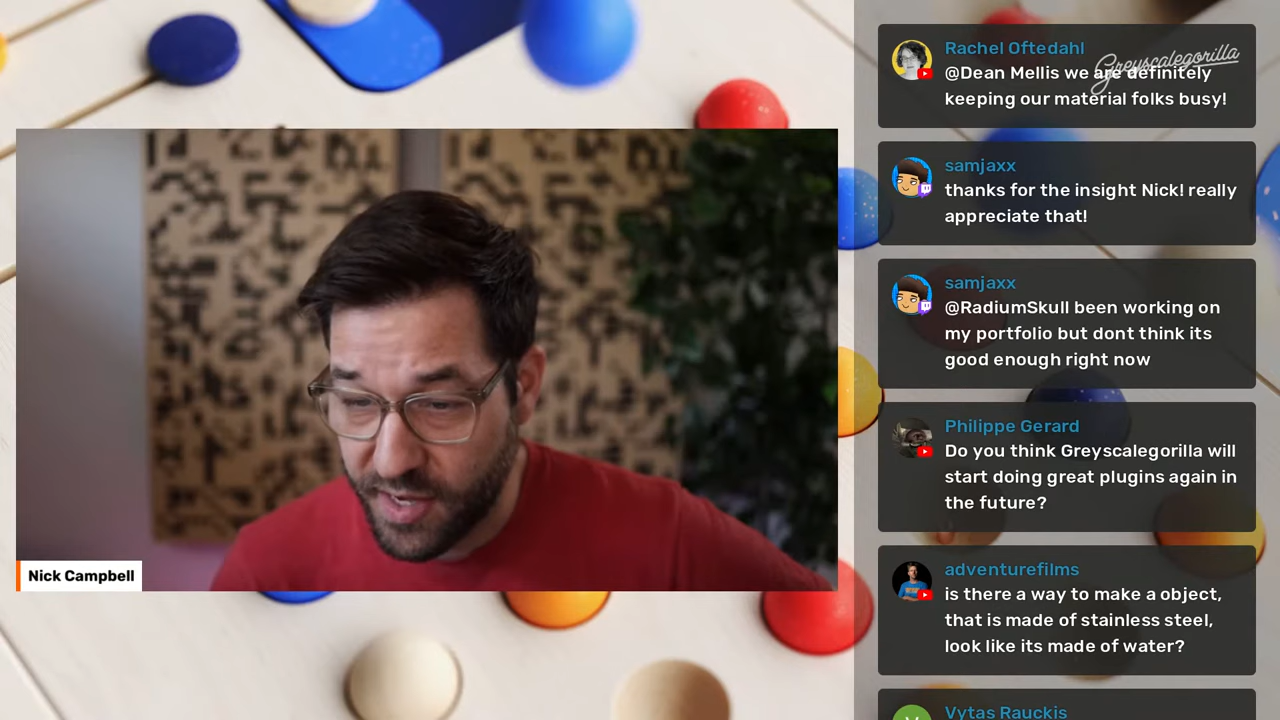 Rachel Oftedahl
Greyscalegorilla
@Dean Mellis we are definitely
keeping our material folks busy!
samjaxx
thanks for the insight Nick! really
appreciate that!
samjaxx
@RadiumSkull been working on
my portfolio but dont think its
good enough right now
Philippe Gerard
Do you think Greyscalegorilla will
start doing great plugins again in
the future?
adventurefilms
is there a way to make a object,
that is made of stainless steel,
look like its made of water?
Vytas Rauckis
Nick Campbell